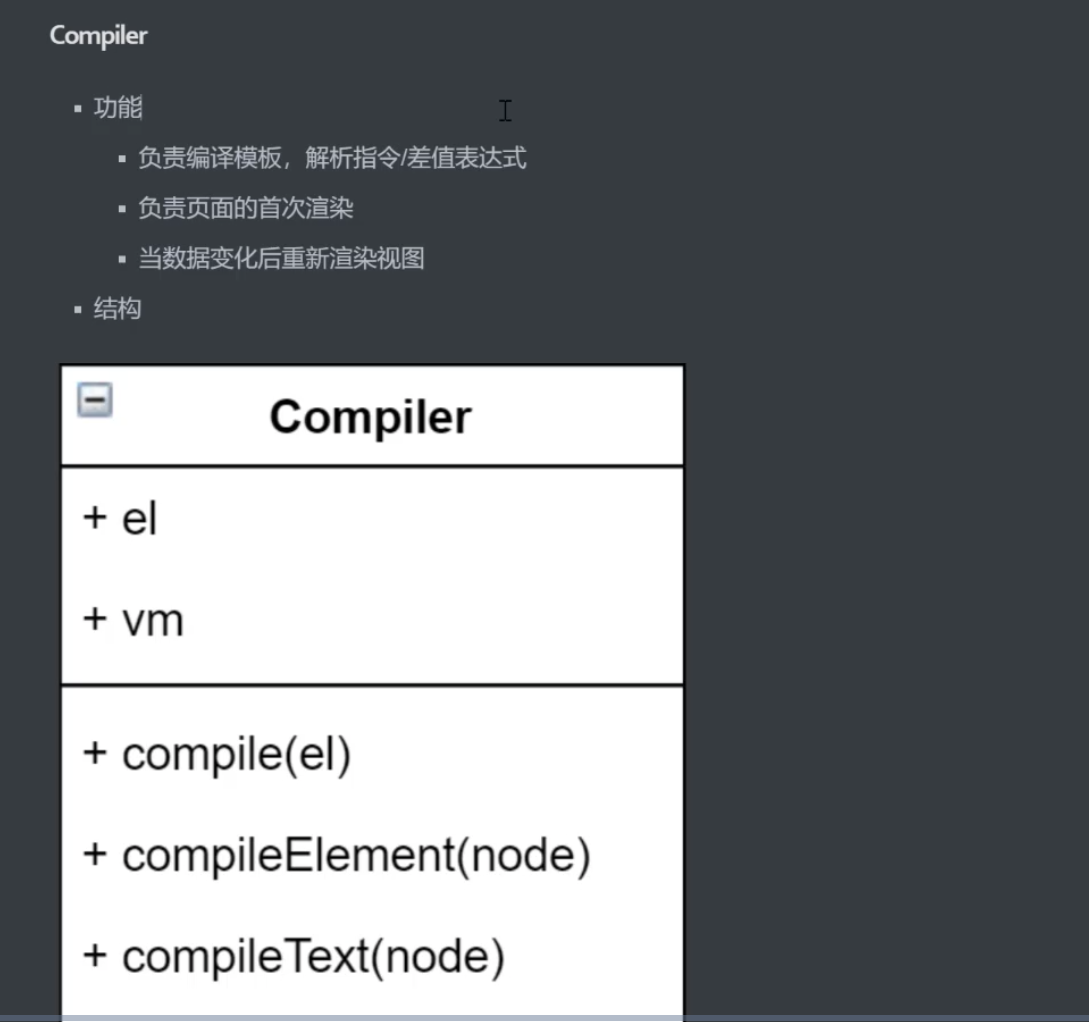 Compiler
功能
负责编译模板，解析指令/差值表达式
负责页面的首次渲染
当数据变化后重新渲染视图
结构
Compiler
+ el
+ vm
+ compile(el)
+ compileElement(node)
+ compileText(node)